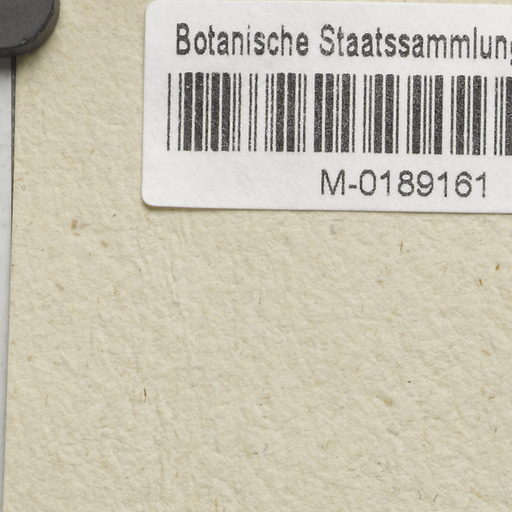 Botanische Staatssammlung
M-0189161